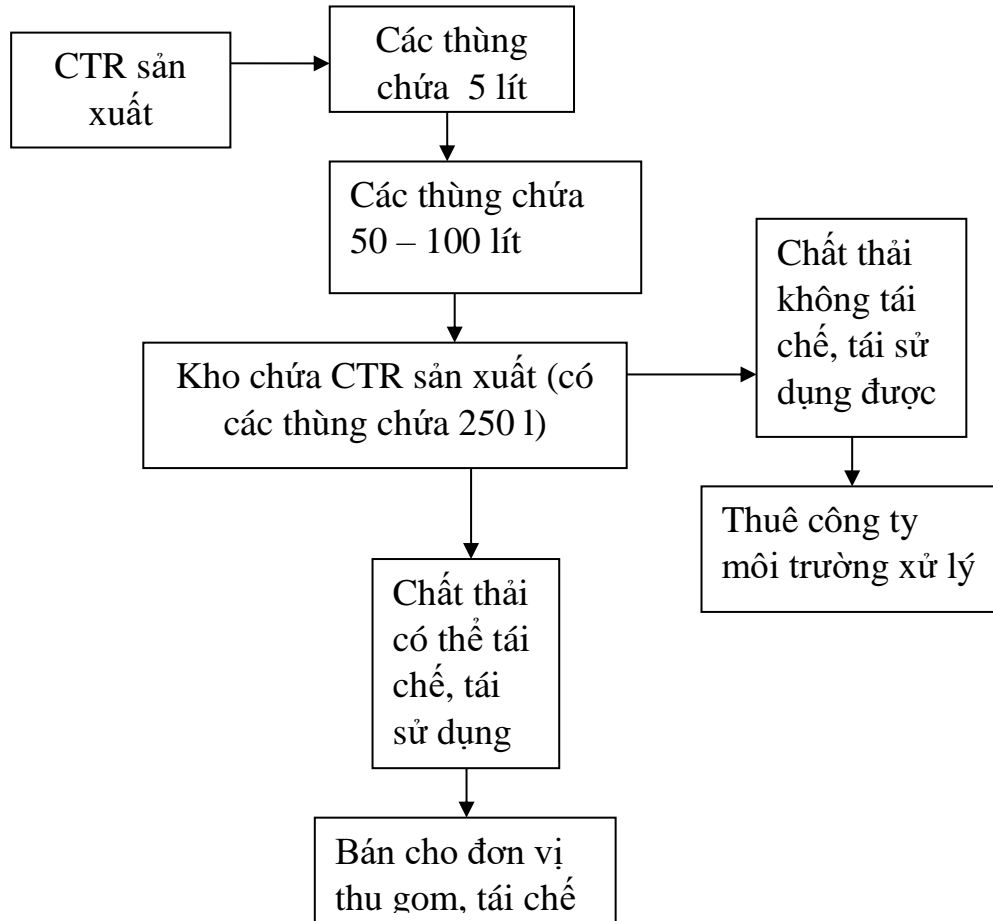 CTR sản
xuất
Các thùng
chứa 5 lít
Các thùng chứa
50 – 100 lít
Chất thải
không tái
chế, tái sử
dụng được
Kho chứa CTR sản xuất (có
các thùng chứa 250 l)
Thuê công ty
môi trường xử lý
Chất thải
có thể tái
chế, tái
sử dụng
Bán cho đơn vị
thu gom, tái chế